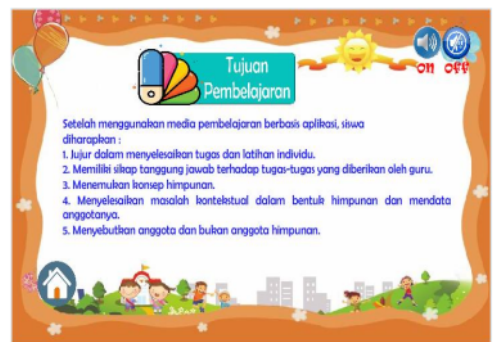 Tujuan
Pembelajaran
on off
Setelah menggunakan media pembelajaran berbasis aplikasi, siswa
diharapkan :
1. Jujur dalam menyelesaikan tugas dan latihan individu.
2. Memiliki sikap tanggung jawab terhadap tugas-tugas yang diberikan oleh guru.
3. Menemukan konsep himpunan.
4. Menyelesaikan masalah kontekstual dalam bentuk himpunan dan mendata
anggotanya.
5. Menyebutkan anggota dan bukan anggota himpunan.